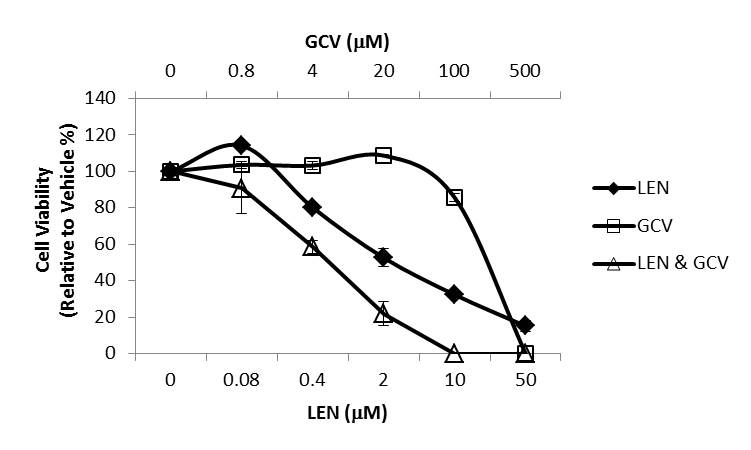 GCV (µM)
0 0.8 4 20 100 500
140
120
100
80
60
40
20
0
Cell Viability
(Relative to Vehicle %)
0 0.08 0.4 2 10 50
LEN (µM)
LEN
GCV
LEN & GCV